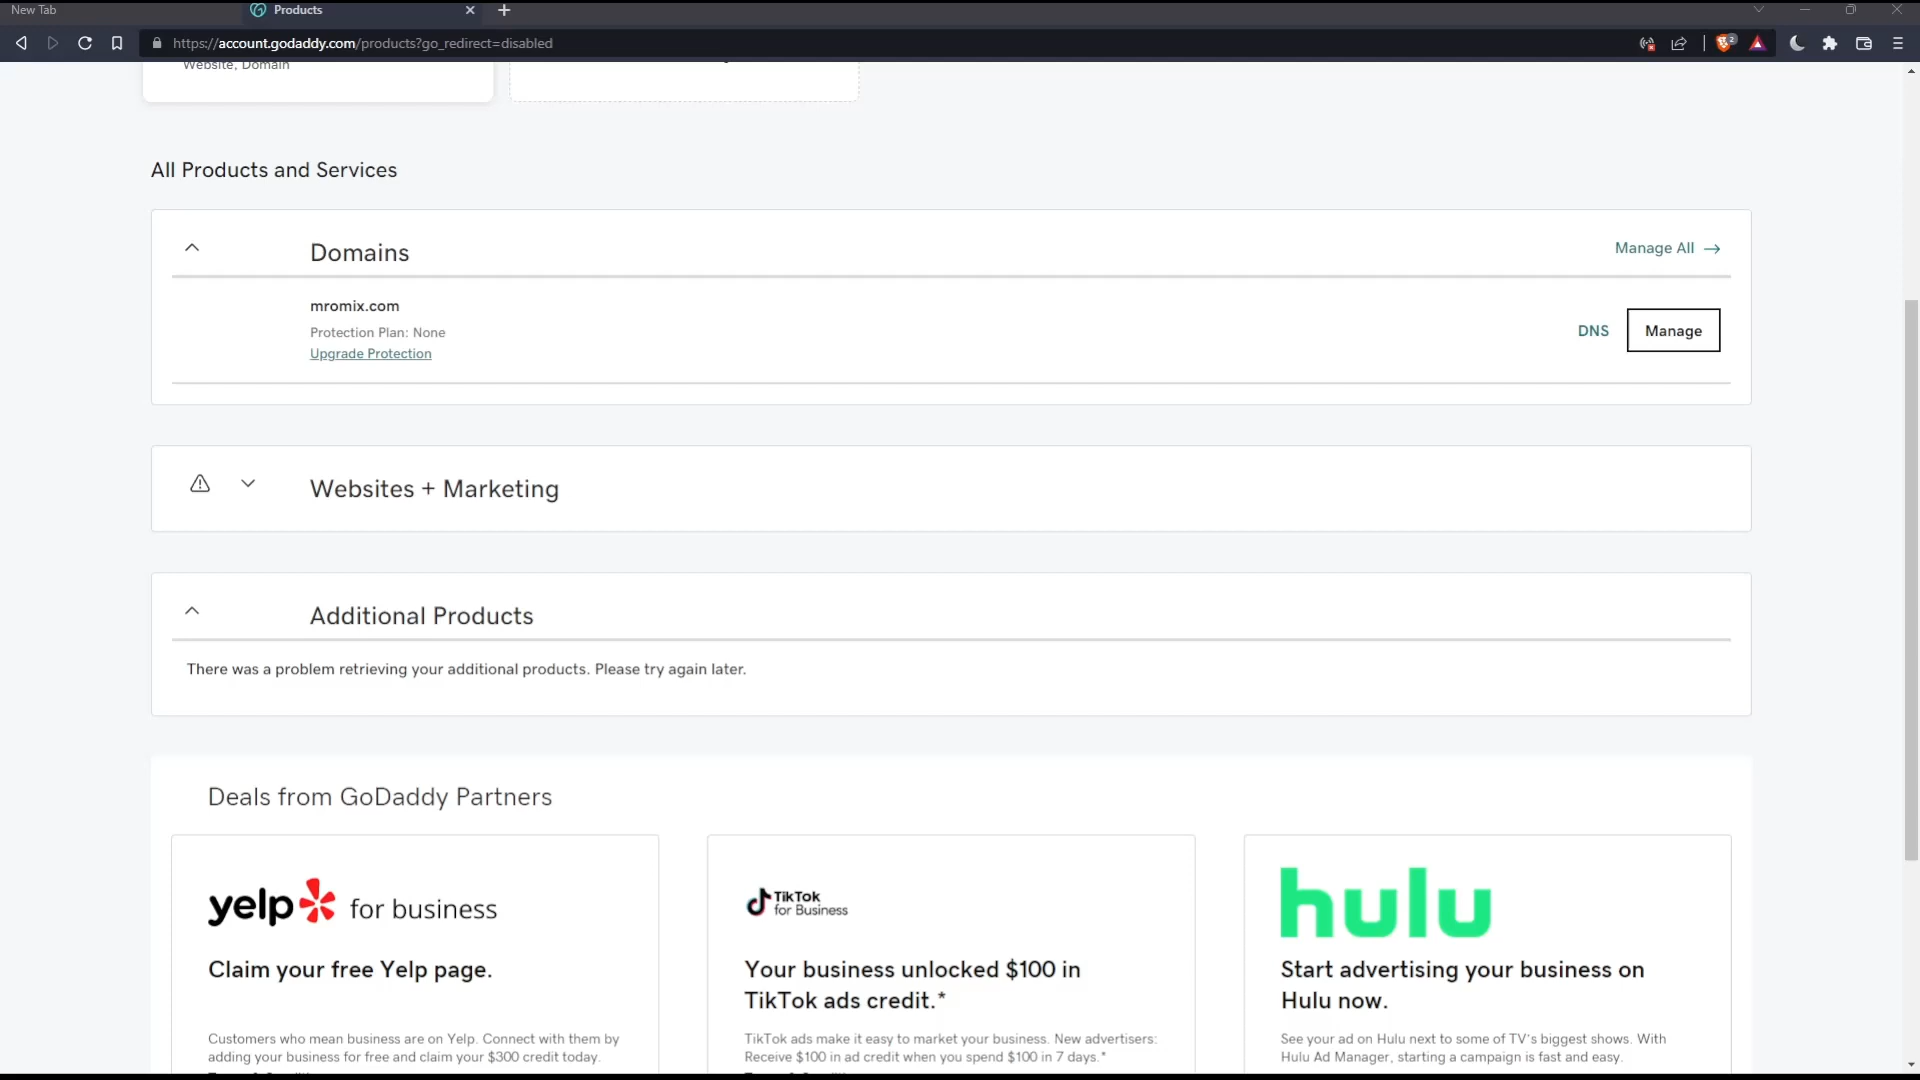 New Tab
Products
https://account.godaddy.com/products?go_redirect=disabled
2
Website, Domain
All Products and Services
Domains
Manage All
mromix.com
Protection Plan: None
Upgrade Protection
DNS
Manage
Websites + Marketing
Additional Products
There was a problem retrieving your additional products. Please try again later.
Deals from GoDaddy Partners
yelp for business
Claim your free Yelp page.
Customers who mean business are on Yelp. Connect with them by
adding your business for free and claim your $300 credit today.
TikTok
for Business
Your business unlocked $100 in
TikTok ads credit.*
TikTok ads make it easy to market your business. New advertisers:
Receive $100 in ad credit when you spend $100 in 7 days.*
hulu
Start advertising your business on
Hulu now.
See your ad on Hulu next to some of TV's biggest shows. With
Hulu Ad Manager, starting a campaign is fast and easy.